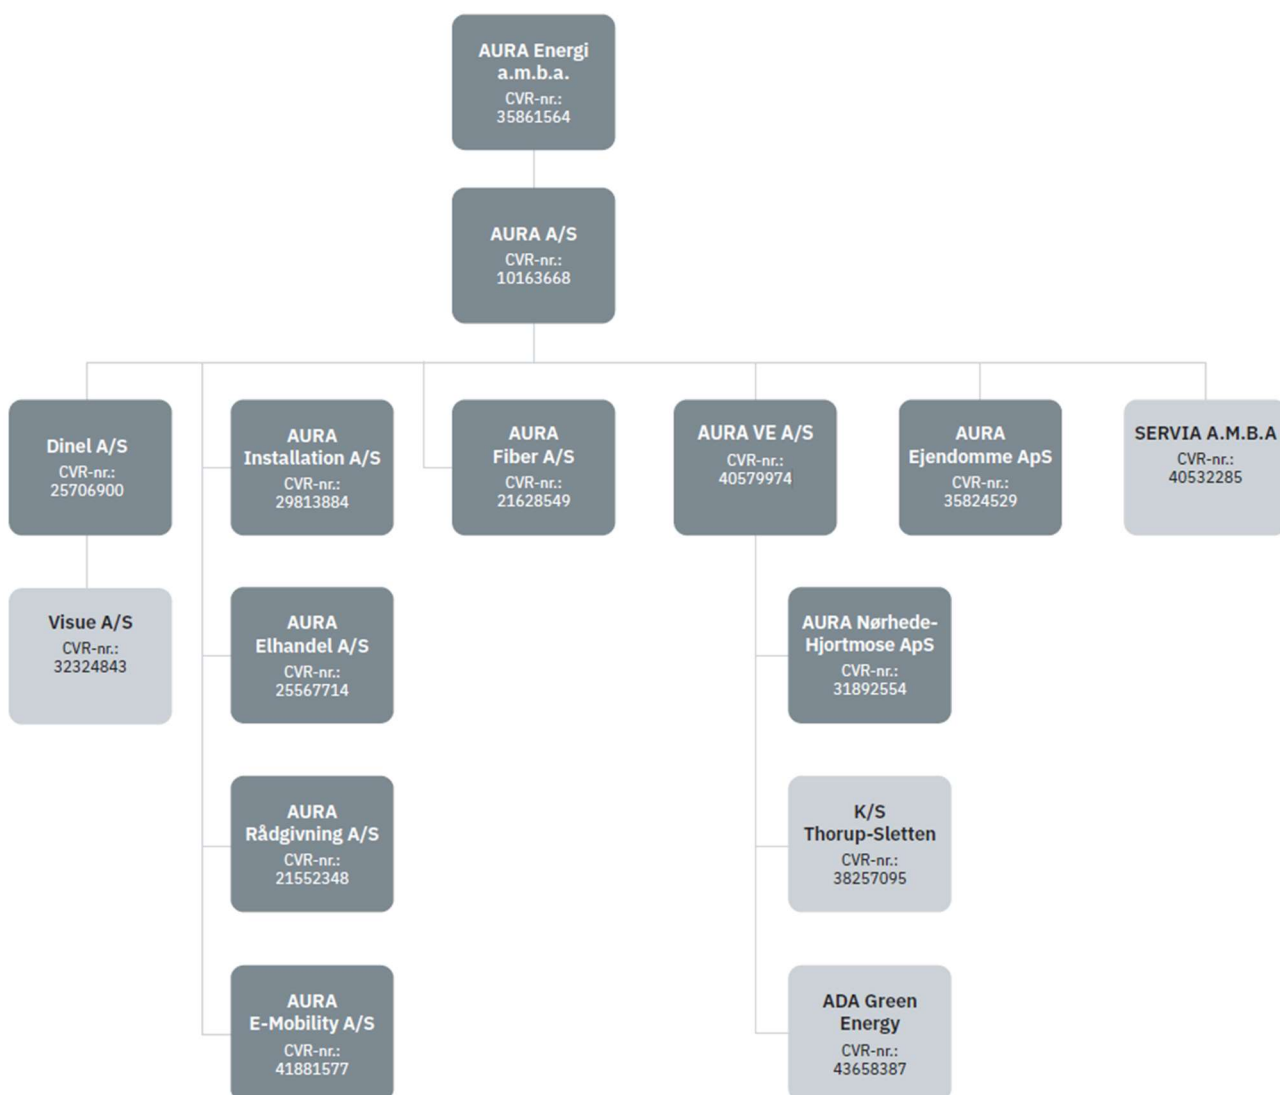 AURA Energi
a.m.b.a.
CVR-nr.:
35861564
AURA A/S
CVR-nr.:
10163668
Dinel A/S
CVR-nr.:
25706900
AURA
Installation A/S
CVR-nr.:
29813884
AURA
Fiber A/S
CVR-nr.:
21628549
AURA VE A/S
CVR-nr.:
40579974
AURA
Ejendomme ApS
CVR-nr.:
35824529
SERVIA A.M.B.A
CVR-nr.:
40532285
Visue A/S
CVR-nr.:
32324843
AURA
Elhandel A/S
CVR-nr.:
25567714
AURA Nørhede-
Hjortmose ApS
CVR-nr.:
31892554
AURA
Rådgivning A/S
CVR-nr.:
21552348
K/S
Thorup-Sletten
CVR-nr.:
38257095
AURA
E-Mobility A/S
CVR-nr.:
41881577
ADA Green
Energy
CVR-nr.:
43658387